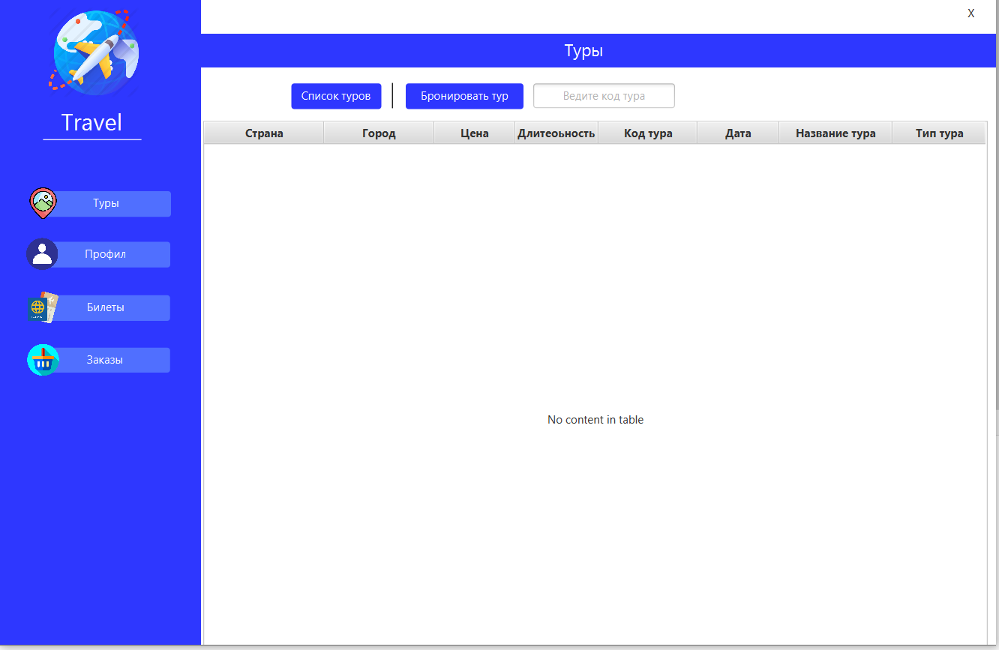 X
Travel
Туры
Профил
Билеты
Заказы
Туры
Список туров
Бронировать тур
Ведите код тура
Страна Город Цена Длитеоьность Код тура Дата Название тура Тип тура
No content in table